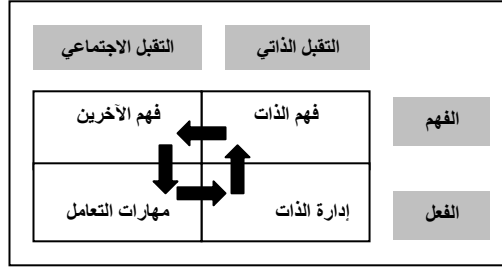 التقبل الذاتي
التقبل الاجتماعي
الفهم
فهم الذات
فهم الآخرين
الفعل
إدارة الذات
مهارات التعامل